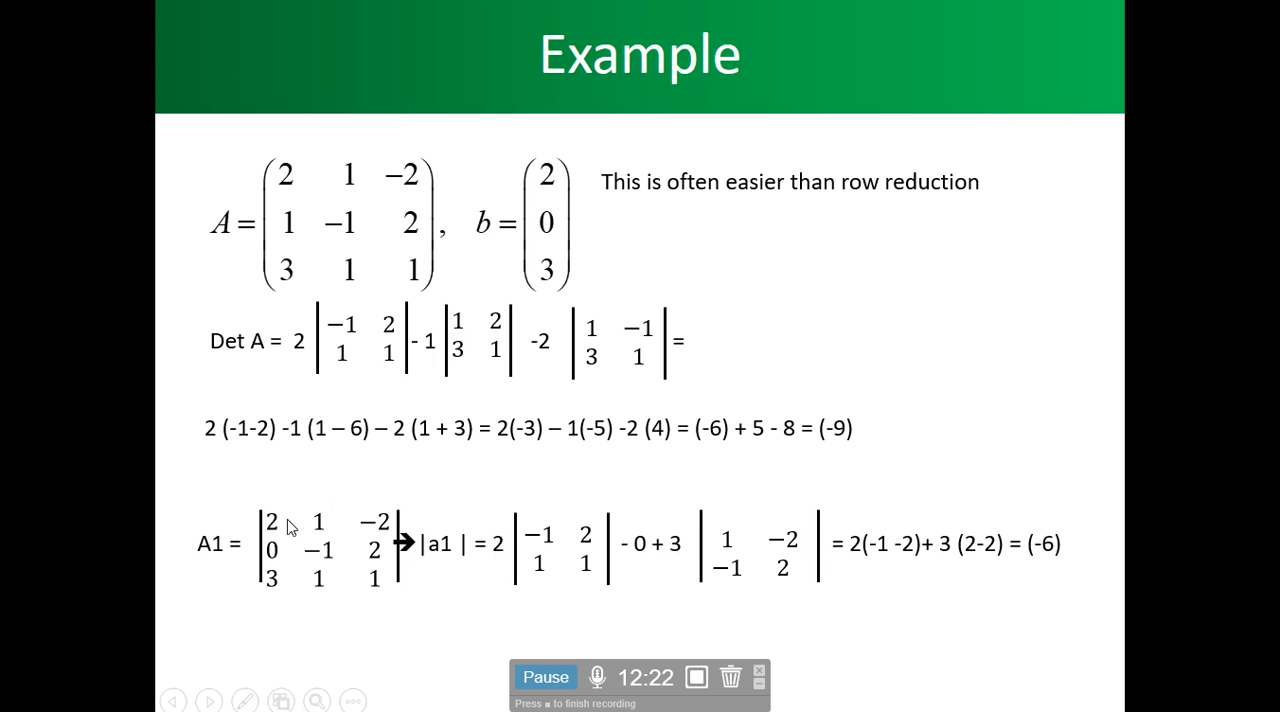 Example
A = ( 2 1 −2 , b = ( 2 This is often easier than row reduction
1 −1 2 0
3 1 1 ) 3 )
Det A = 2 | −1 2 | - 1 | 1 2 | -2 | 1 −1 | =
1 1 3 1 3 1
2 (-1-2) -1 (1 – 6) – 2 (1 + 3) = 2(-3) – 1(-5) -2 (4) = (-6) + 5 - 8 = (-9)
A1 = | 2 1 −2 | ➔ |a1 | = 2 | −1 2 | - 0 + 3 | 1 −2 | = 2(-1 -2)+ 3 (2-2) = (-6)
0 −1 2 1 1 −1 2
3 1 1
Pause 12:22
Press ■ to finish recording